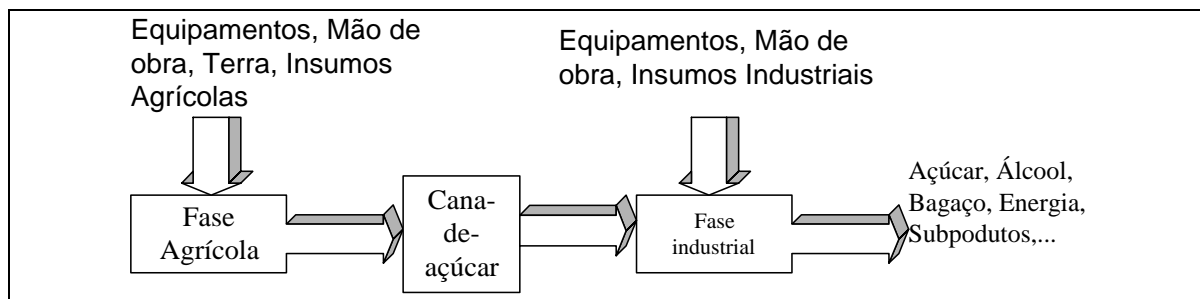 Equipamentos, Mão de
obra, Terra, Insumos
Agrícolas
Equipamentos, Mão de
obra, Insumos Industriais
Fase
Agrícola
Cana-
de-
açúcar
Fase
industrial
Açúcar, Álcool,
Bagaço, Energia,
Subpodutos,...